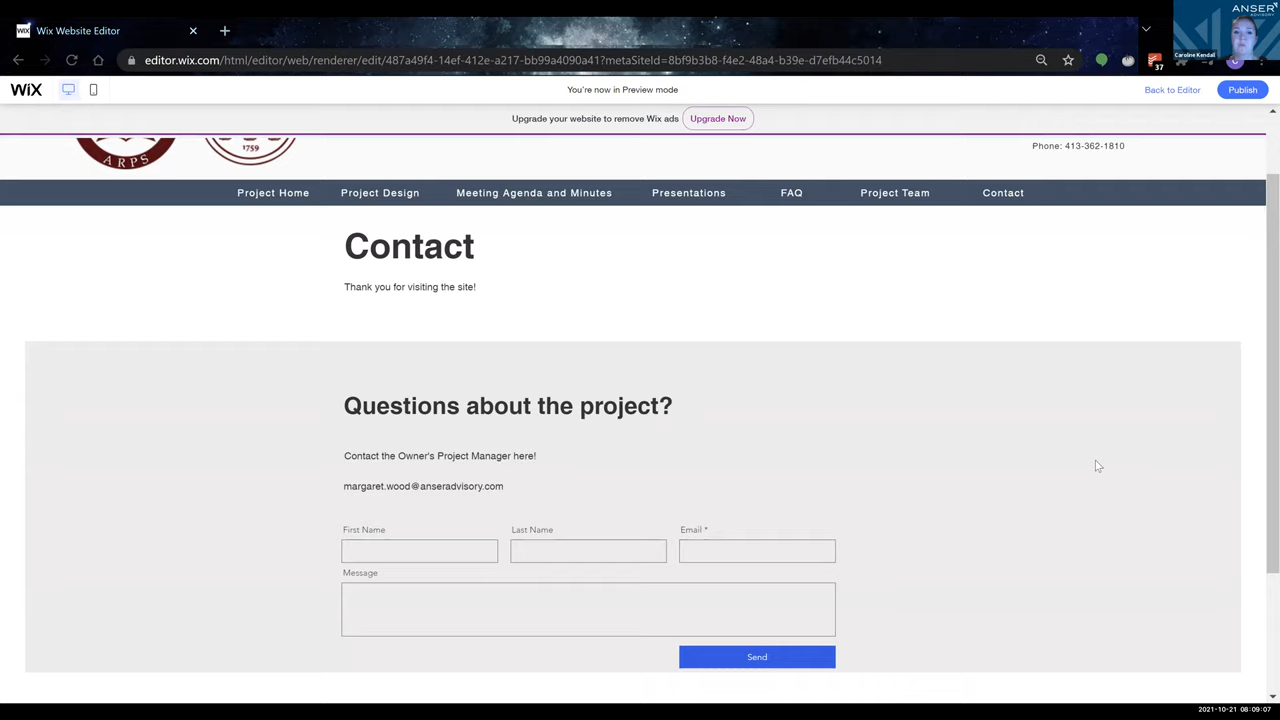 Wix Website Editor
ANSER
ADVISORY
Caroline Kendall
editor.wix.com/html/editor/web/renderer/edit/487a49f4-14ef-412e-a217-bb99a4090a41?metaSiteId=8bf9b3b8-f4e2-48a4-b39e-d7efb44c5014
37
WiX
You're now in Preview mode
Back to Editor
Publish
Upgrade your website to remove Wix ads
Upgrade Now
ARPS
1759
Phone: 413-362-1810
Project Home
Project Design
Meeting Agenda and Minutes
Presentations
FAQ
Project Team
Contact
Contact
Thank you for visiting the site!
Questions about the project?
Contact the Owner's Project Manager here!
margaret.wood@anseradvisory.com
First Name
Last Name
Email *
Message
Send
2021-10-21 08:09:07